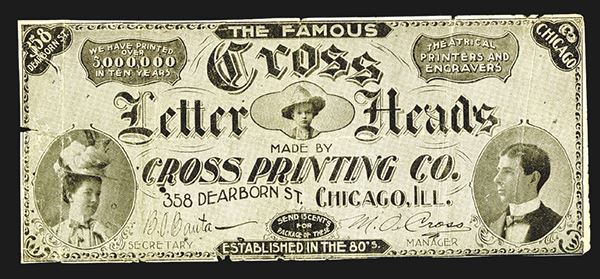 358
DEARBORN ST.
THE FAMOUS
CHICAGO
WE HAVE PRINTED
OVER
5,000,000
IN TEN YEARS
THEATRICAL
PRINTERS AND
ENGRAVERS
Cross
Letter Heads
MADE BY
CROSS PRINTING CO.
358 DEARBORN ST. CHICAGO, ILL.
Cross
SECRETARY
SEND CENTS
FOR
PACKAGE OF
MANAGER
ESTABLISHED IN THE 80'S.